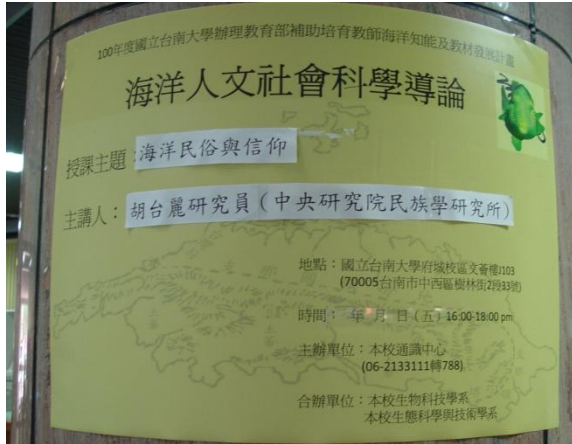 100年度國立台南大學辦理教育部補助培育教師海洋知能及教材發展計畫
海洋人文社會科學導論
授課主題：海洋民俗與信仰
主講人：胡台麗研究員(中央研究院民族學研究所)
地點：國立台南大學府城校區文薈樓J103
(70005台南市中西區樹林街2段33號)
時間： 年 月 日(五)16:00-18:00 pm
主辦單位：本校通識中心
(06-2133111轉788)
合辦單位：本校生物科技學系
本校生態科學與技術學系